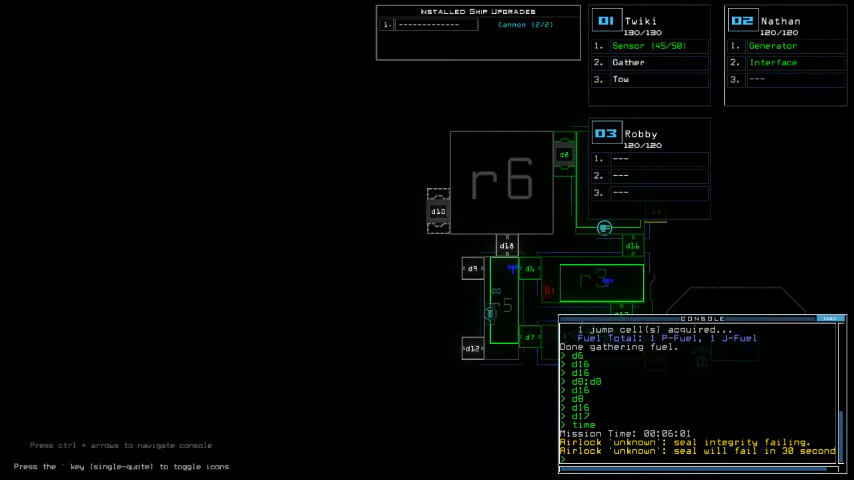 INSTALLED SHIP UPGRADES
1. ------------- Cannon (2/2)
01 Twiki
130/130
1. Sensor (45/50)
2. Gather
3. Tow
02 Nathan
120/120
1. Generator
2. Interface
3. ---
03 Robby
120/120
1. ---
2. ---
3. ---
r6
d8
d10
d18
d16
d9
d6
r3
d12
d7
CONSOLE
1 jump cell(s) acquired...
Fuel Total: 1 P-Fuel, 1 J-Fuel
Done gathering fuel.
> d6
> d16
> d16
> d8;d8
> d16
> d8
> d16
> d17
> time
Mission Time: 00:06:01
Airlock 'unknown': seal integrity failing.
Airlock 'unknown': seal will fail in 30 second
>
Press ctrl + arrows to navigate console
Press the ` key (single-quote) to toggle icons